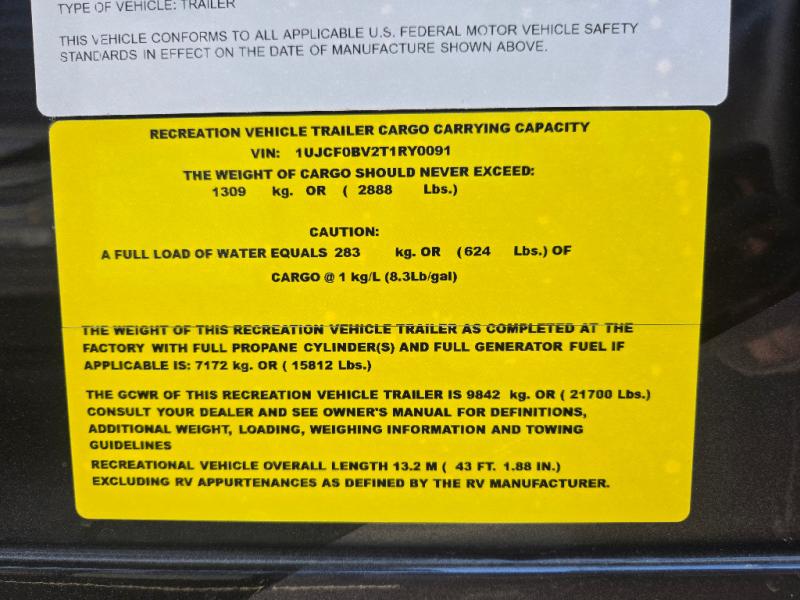 TYPE OF VEHICLE: TRAILER
THIS VEHICLE CONFORMS TO ALL APPLICABLE U.S. FEDERAL MOTOR VEHICLE SAFETY
STANDARDS IN EFFECT ON THE DATE OF MANUFACTURE SHOWN ABOVE.
RECREATION VEHICLE TRAILER CARGO CARRYING CAPACITY
VIN: 1UJCF0BV2T1RY0091
THE WEIGHT OF CARGO SHOULD NEVER EXCEED:
1309 kg. OR ( 2888 Lbs.)
CAUTION:
A FULL LOAD OF WATER EQUALS 283 kg. OR (624 Lbs.) OF
CARGO @ 1 kg/L (8.3Lb/gal)
THE WEIGHT OF THIS RECREATION VEHICLE TRAILER AS COMPLETED AT THE
FACTORY WITH FULL PROPANE CYLINDER(S) AND FULL GENERATOR FUEL IF
APPLICABLE IS: 7172 kg. OR ( 15812 Lbs.)
THE GCWR OF THIS RECREATION VEHICLE TRAILER IS 9842 kg. OR ( 21700 Lbs.)
CONSULT YOUR DEALER AND SEE OWNER'S MANUAL FOR DEFINITIONS,
ADDITIONAL WEIGHT, LOADING, WEIGHING INFORMATION AND TOWING
GUIDELINES
RECREATIONAL VEHICLE OVERALL LENGTH 13.2 M ( 43 FT. 1.88 IN.)
EXCLUDING RV APPURTENANCES AS DEFINED BY THE RV MANUFACTURER.